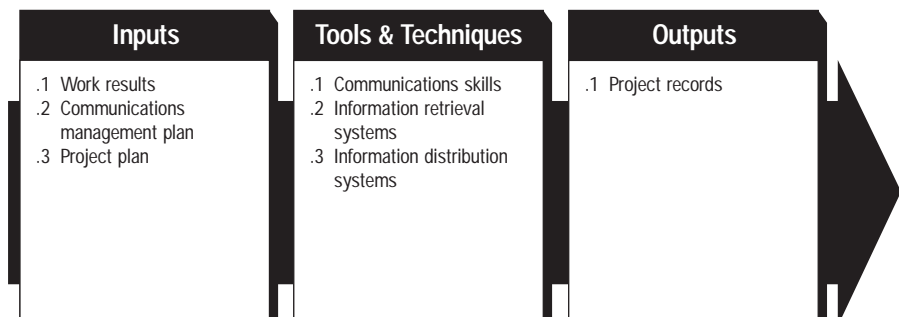 Inputs
.1 Work results
.2 Communications
management plan
.3 Project plan
Tools & Techniques
.1 Communications skills
.2 Information retrieval
systems
.3 Information distribution
systems
Outputs
.1 Project records